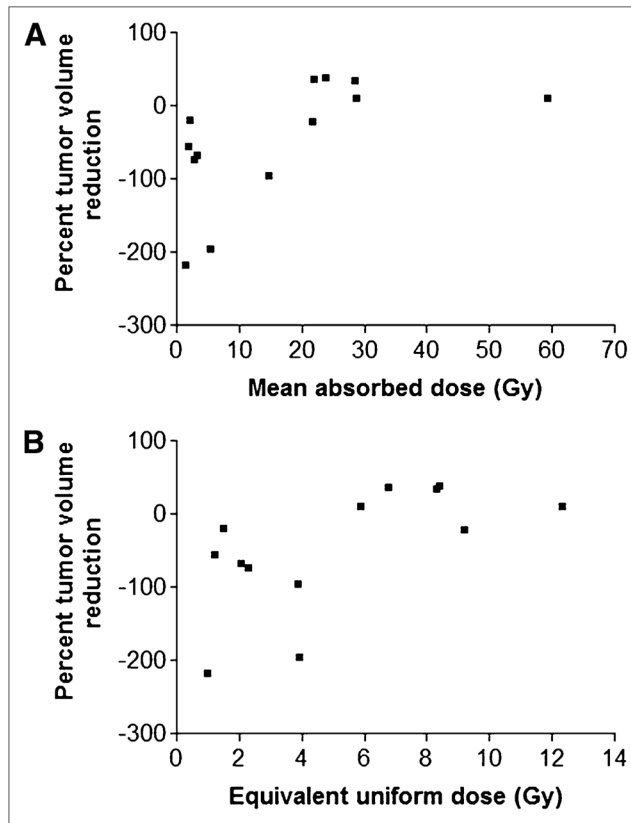 A
Percent tumor volume
reduction
100
0
-100
-200
-300
0 10 20 30 40 50 60 70
Mean absorbed dose (Gy)
B
Percent tumor volume
reduction
100
0
-100
-200
-300
0 2 4 6 8 10 12 14
Equivalent uniform dose (Gy)